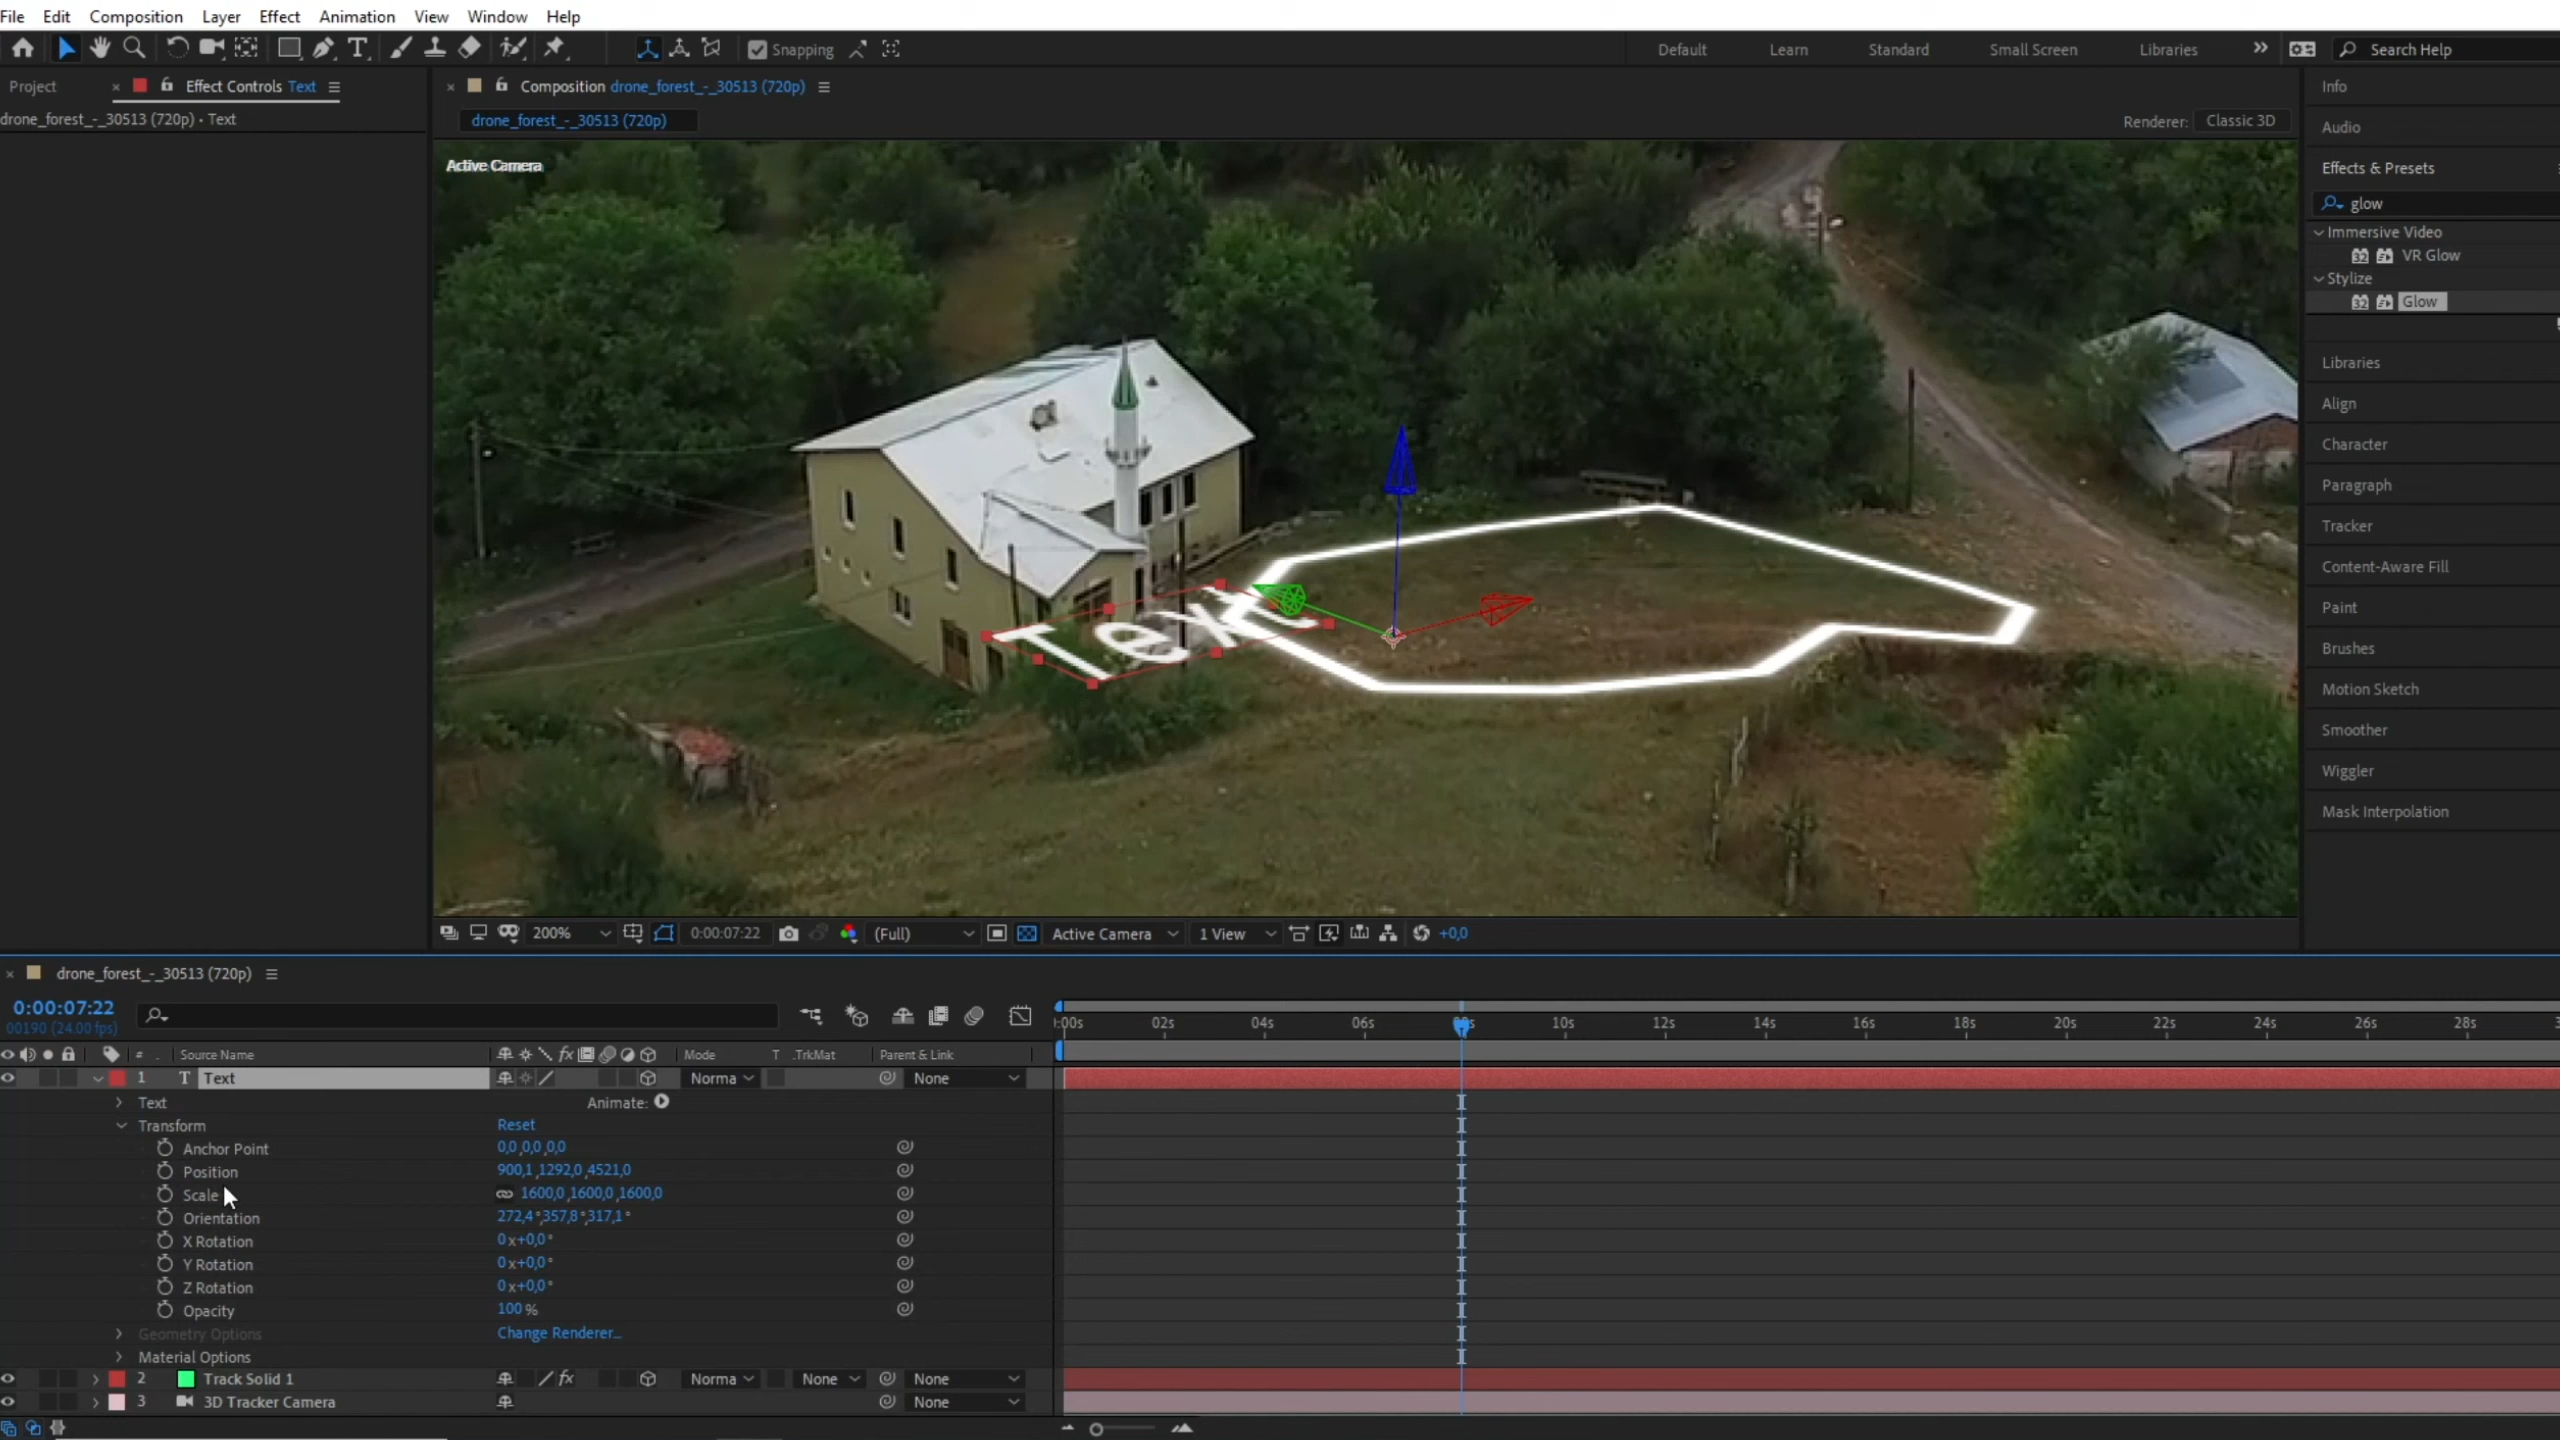 File Edit Composition Layer Effect Animation View Window Help
Snapping Default Learn Standard Small Screen Libraries Search Help
Project Effect Controls Text
drone_forest_-_30513 (720p) • Text
Composition drone_forest_-_30513 (720p)
drone_forest_-_30513 (720p)
Renderer: Classic 3D
Active Camera
Text
Info
Audio
Effects & Presets
glow
Immersive Video
32 VR Glow
Stylize
32 Glow
Libraries
Align
Character
Paragraph
Tracker
Content-Aware Fill
Paint
Brushes
Motion Sketch
Smoother
Wiggler
Mask Interpolation
200% 0:00:07:22 (Full) Active Camera 1 View +0,0
drone_forest_-_30513 (720p)
0:00:07:22
00190 (24.00 fps)
:00s 02s 04s 06s 10s 12s 14s 16s 18s 20s 22s 24s 26s 28s
# Source Name fx Mode T .TrkMat Parent & Link
1 T Text Norma None
Text Animate:
Transform Reset
Anchor Point 0,0,0,0,0,0
Position 900,1,1292,0,4521,0
Scale 1600,0,1600,0,1600,0
Orientation 272,4°,357,8°,317,1°
X Rotation 0x+0,0°
Y Rotation 0x+0,0°
Z Rotation 0x+0,0°
Opacity 100%
Geometry Options Change Renderer...
Material Options
2 Track Solid 1 fx Norma None None
3 3D Tracker Camera None